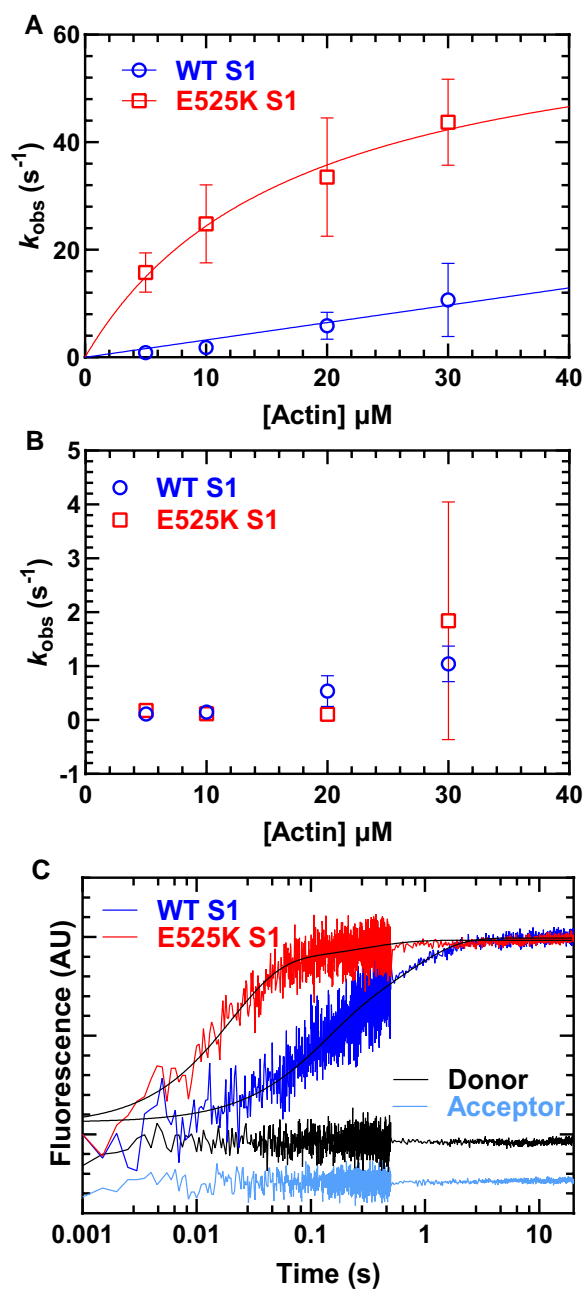 A
60
WT S1
E525K S1
40
20
0
k_obs (s⁻¹)
0 10 20 30 40
[Actin] µM
B
5
WT S1
E525K S1
4
3
2
1
0
-1
k_obs (s⁻¹)
0 10 20 30 40
[Actin] µM
C
WT S1
E525K S1
Fluorescence (AU)
Donor
Acceptor
0.001 0.01 0.1 1 10
Time (s)